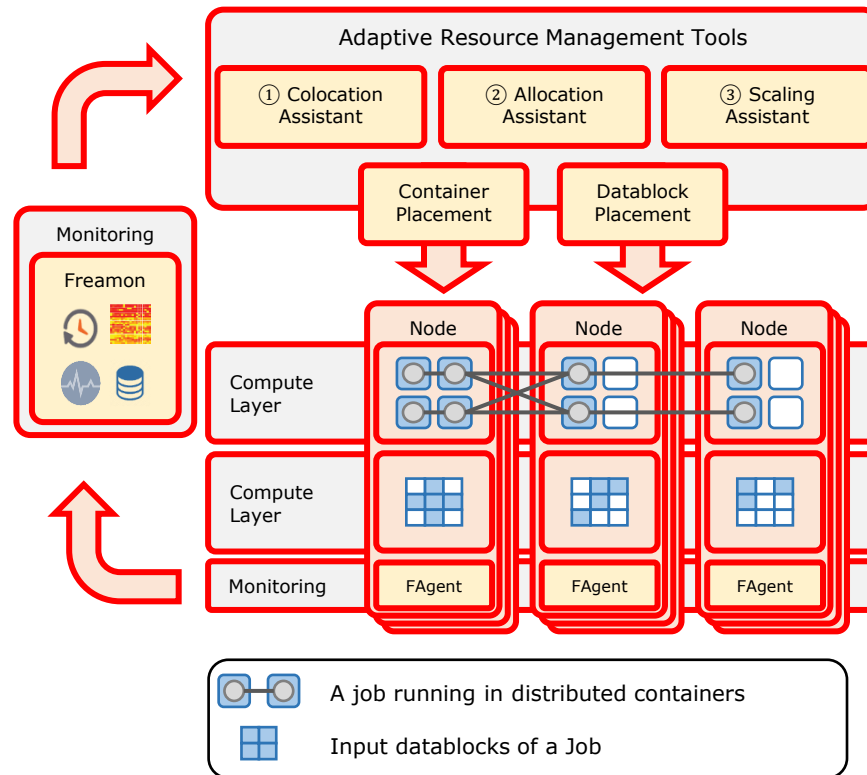 Adaptive Resource Management Tools
① Colocation
Assistant
② Allocation
Assistant
③ Scaling
Assistant
Container
Placement
Datablock
Placement
Monitoring
Freamon
Node
Node
Node
Compute
Layer
Compute
Layer
Monitoring
FAgent
FAgent
FAgent
A job running in distributed containers
Input datablocks of a Job